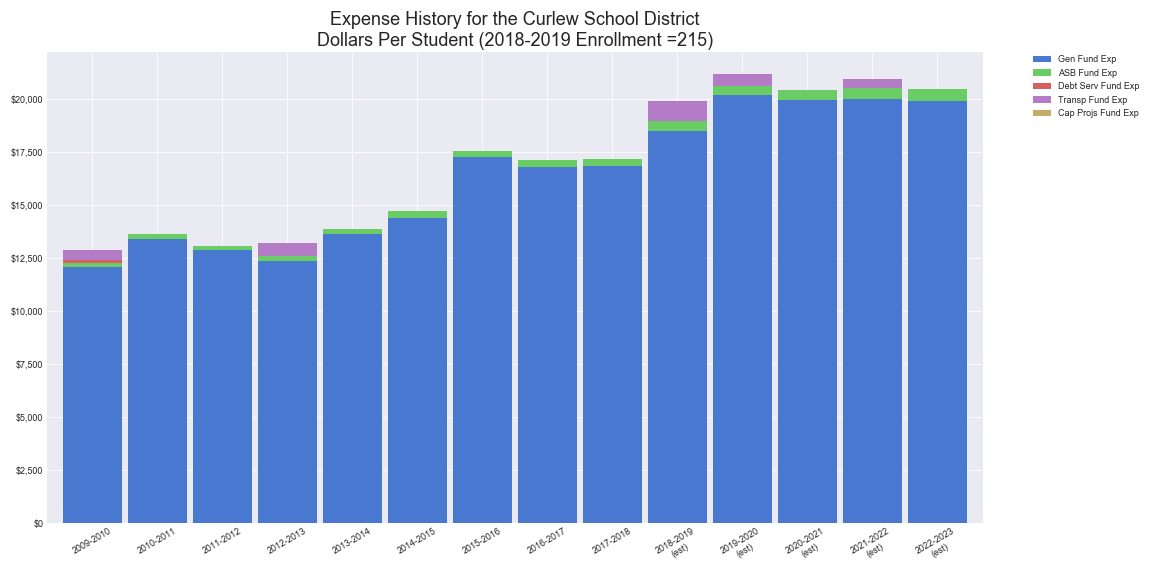 Expense History for the Curlew School District
Dollars Per Student (2018-2019 Enrollment =215)
Gen Fund Exp
ASB Fund Exp
Debt Serv Fund Exp
Transp Fund Exp
Cap Projs Fund Exp
$20,000
$17,500
$15,000
$12,500
$10,000
$7,500
$5,000
$2,500
$0
2009-2010
2010-2011
2011-2012
2012-2013
2013-2014
2014-2015
2015-2016
2016-2017
2017-2018
2018-2019
(est)
2019-2020
(est)
2020-2021
(est)
2021-2022
(est)
2022-2023
(est)